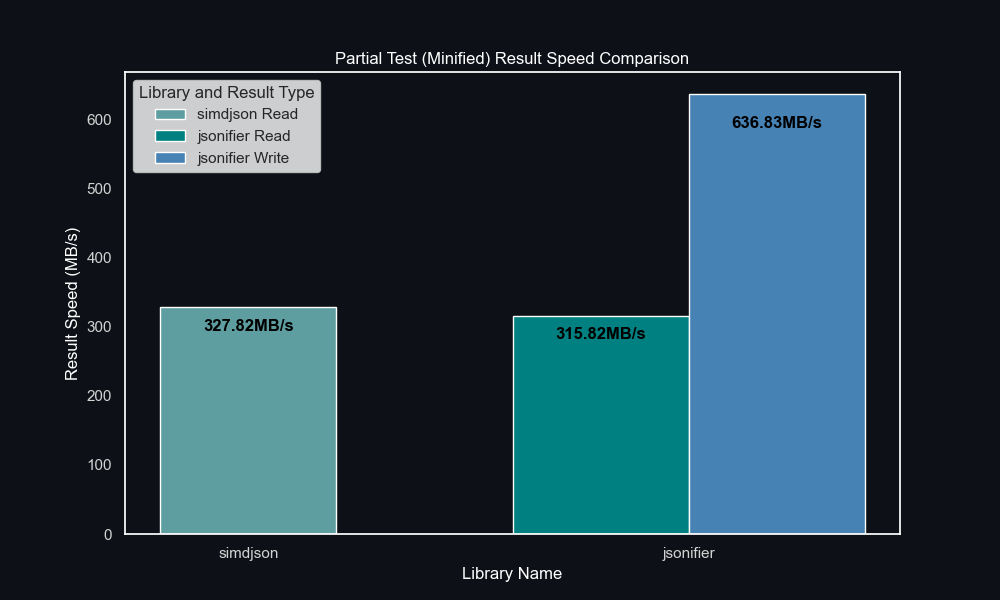 Partial Test (Minified) Result Speed Comparison
Library and Result Type
simdjson Read
jsonifier Read
jsonifier Write
Result Speed (MB/s)
600
500
400
300
200
100
0
636.83MB/s
327.82MB/s
315.82MB/s
simdjson
jsonifier
Library Name